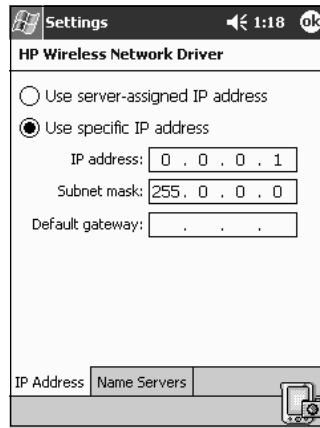 Settings 1:18 ok
HP Wireless Network Driver
Use server-assigned IP address
Use specific IP address
IP address: 0 . 0 . 0 . 1
Subnet mask: 255 . 0 . 0 . 0
Default gateway: . . .
IP Address Name Servers